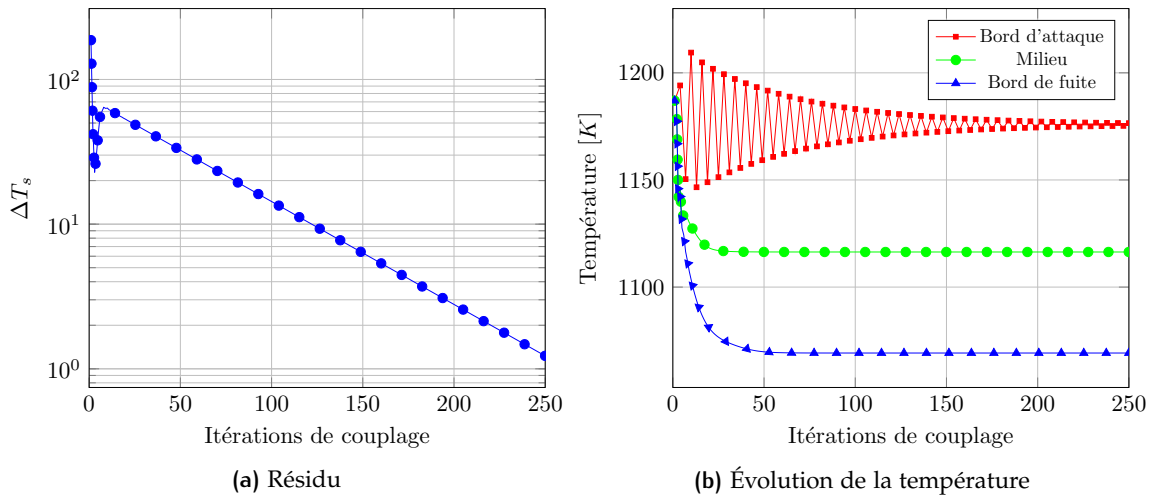 10²
10¹
10⁰
ΔTₛ
0 50 100 150 200 250
Itérations de couplage
(a) Résidu
1200
1150
1100
Température [K]
Bord d'attaque
Milieu
Bord de fuite
0 50 100 150 200 250
Itérations de couplage
(b) Évolution de la température